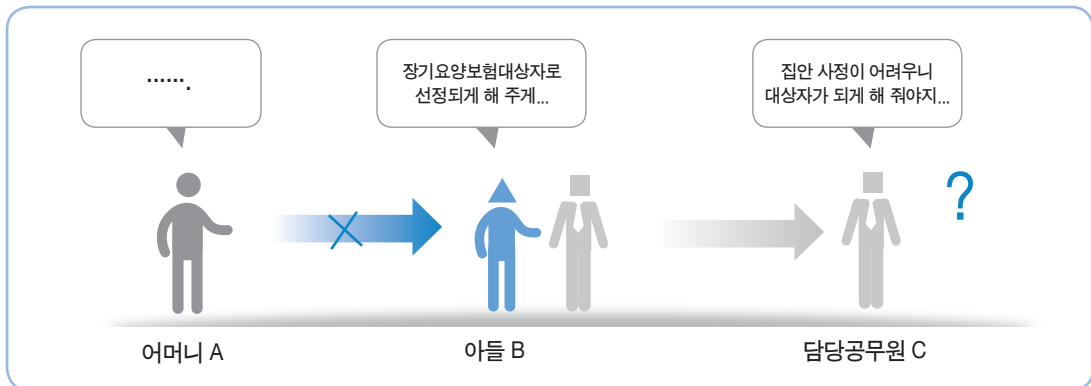 …….
장기요양보험대상자로
선정되게 해 주게...
집안 사정이 어려우니
대상자가 되게 해 줘야지...
?
어머니 A
아들 B
담당공무원 C